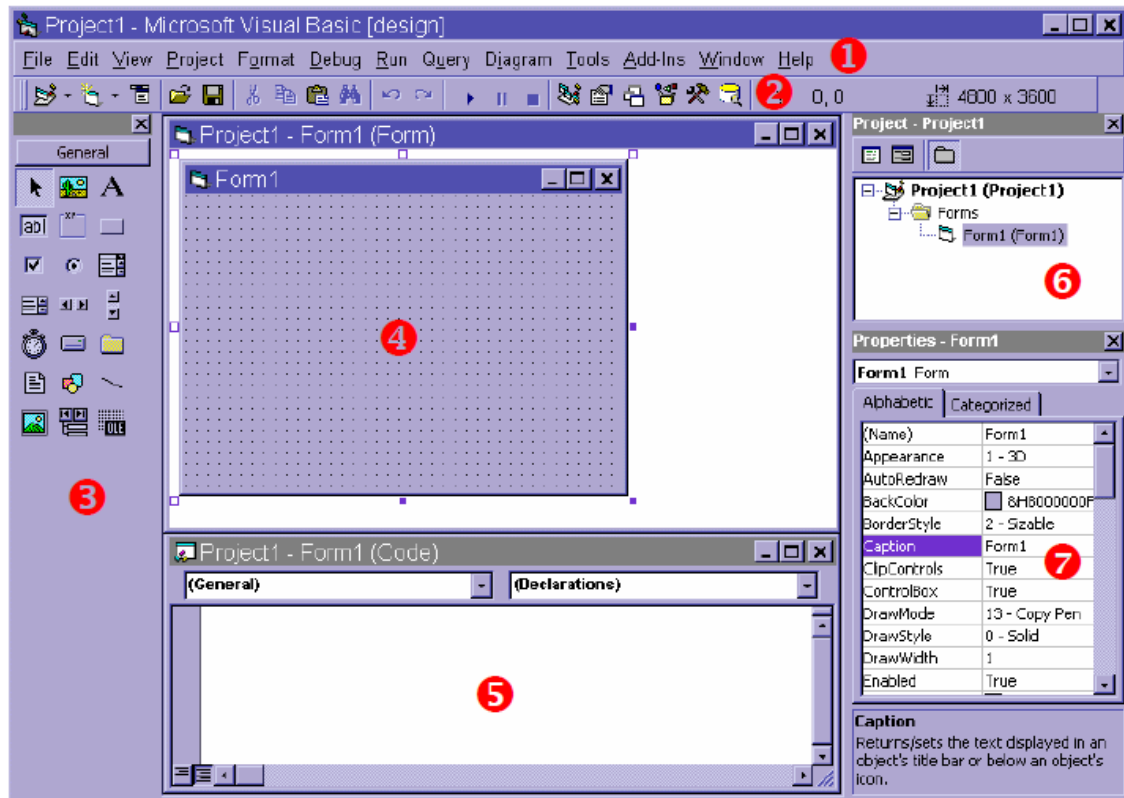 Project1 - Microsoft Visual Basic [design]
File Edit View Project Format Debug Run Query Diagram Tools Add-Ins Window Help
1
2
0, 0
4800 x 3600
General
A
ab
xy
OLE
3
Project1 - Form1 (Form)
Form1
4
Project1 - Form1 (Code)
(General)
(Declarations)
5
Project - Project1
Project1 (Project1)
Forms
Form1 (Form1)
6
Properties - Form1
Form1 Form
Alphabetic Categorized
(Name) Form1
Appearance 1 - 3D
AutoRedraw False
BackColor &H8000000F
BorderStyle 2 - Sizable
Caption Form1
ClipControls True
7
ControlBox True
DrawMode 13 - Copy Pen
DrawStyle 0 - Solid
DrawWidth 1
Enabled True
Caption
Returns/sets the text displayed in an
object's title bar or below an object's
icon.